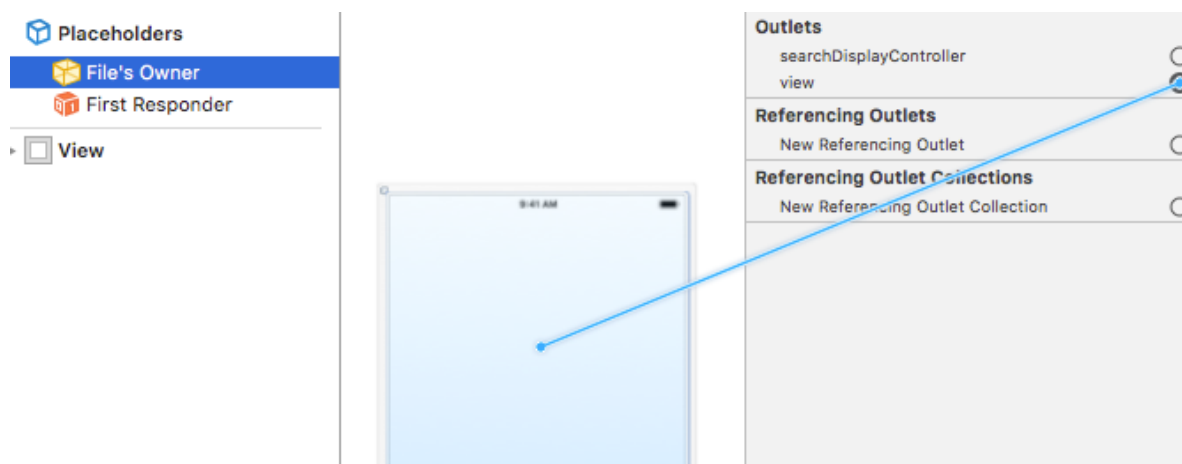 Placeholders
File's Owner
First Responder
View
9:41 AM
Outlets
searchDisplayController
view
Referencing Outlets
New Referencing Outlet
Referencing Outlet Collections
New Referencing Outlet Collection